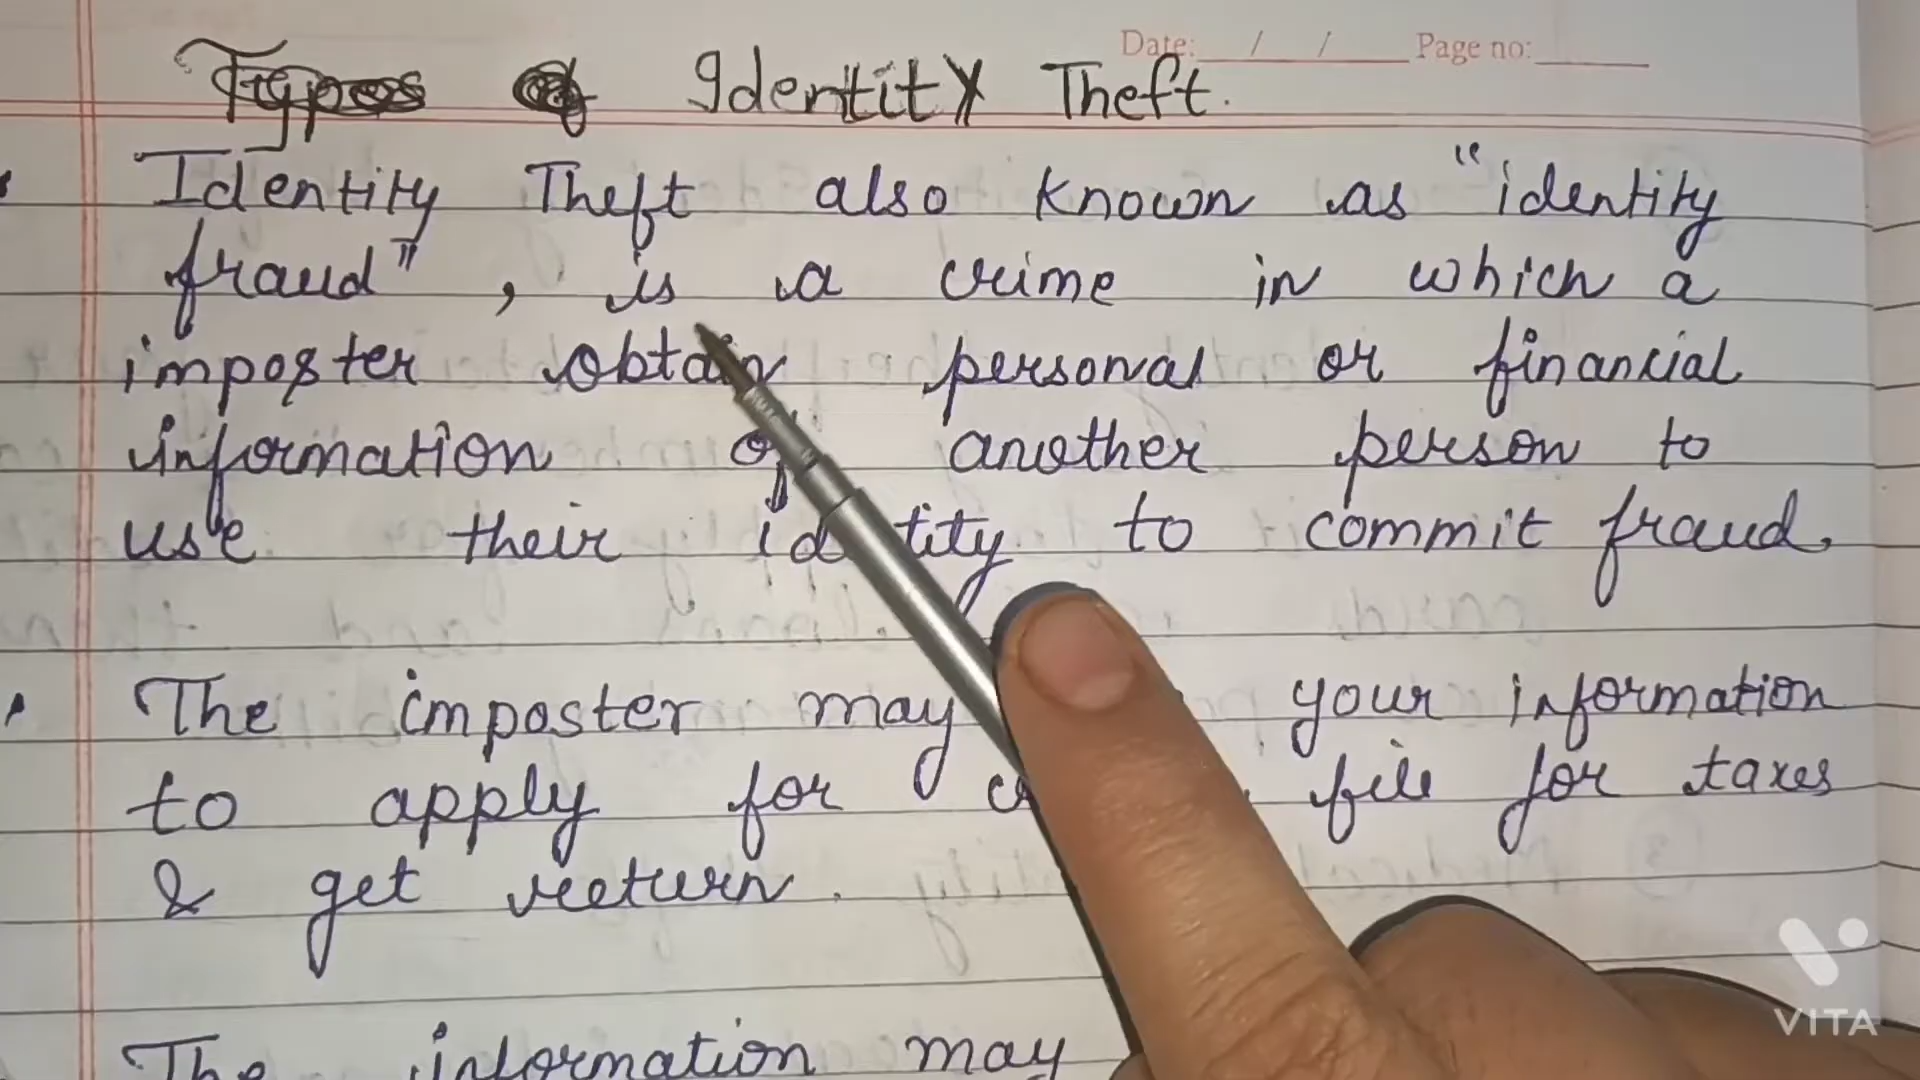 Date: / / Page no:
Identity Theft.
Identity Theft also known as "identity
fraud", is a crime in which a
imposter obtain personal or financial
information of another person to
use their identity to commit fraud.
The imposter may your information
to apply for file for taxes
& get return.
The information may
VITA